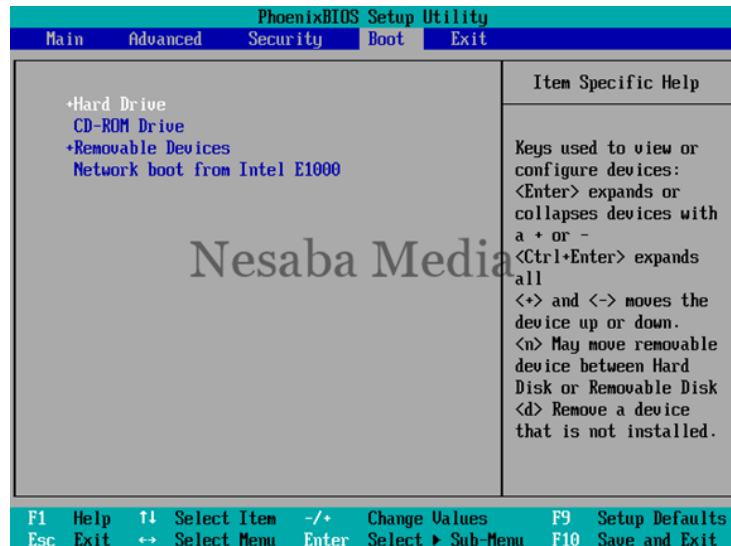 PhoenixBIOS Setup Utility
Main Advanced Security Boot Exit
Item Specific Help
+Hard Drive
CD-ROM Drive
+Removable Devices
Network boot from Intel E1000
Keys used to view or
configure devices:
<Enter> expands or
collapses devices with
a + or -
<Ctrl+Enter> expands
all
<+> and <-> moves the
device up or down.
<n> May move removable
device between Hard
Disk or Removable Disk
<d> Remove a device
that is not installed.
Nesaba Media
F1 Help ↑↓ Select Item -/+ Change Values F9 Setup Defaults
Esc Exit ↔ Select Menu Enter Select ▶ Sub-Menu F10 Save and Exit